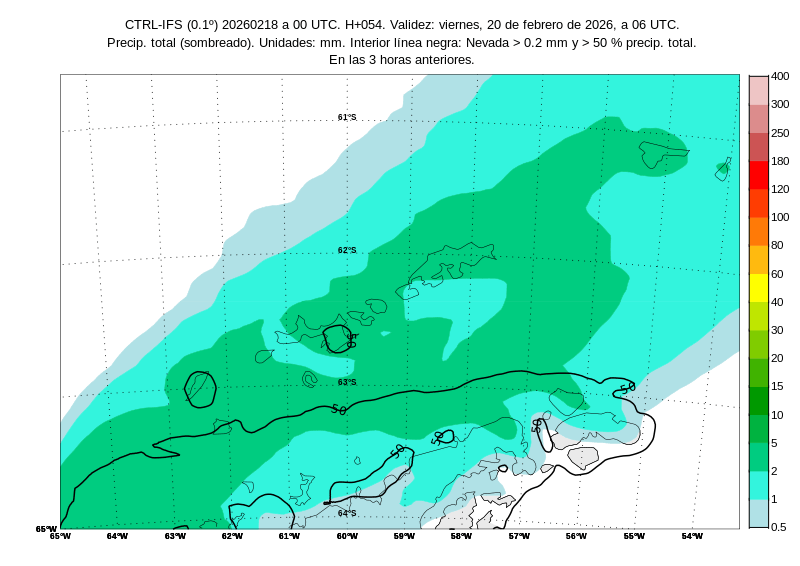 CTRL-IFS (0.1º) 20260218 a 00 UTC. H+054. Validez: viernes, 20 de febrero de 2026, a 06 UTC.
Precip. total (sombreado). Unidades: mm. Interior línea negra: Nevada > 0.2 mm y > 50 % precip. total.
En las 3 horas anteriores.
400
300
250
180
120
100
80
60
40
30
20
15
10
5
2
1
0.5
61°S
62°S
50
63°S
50
50
50
50
50
64°S
65°W
65°W
64°W
63°W
62°W
61°W
60°W
59°W
58°W
57°W
56°W
55°W
54°W